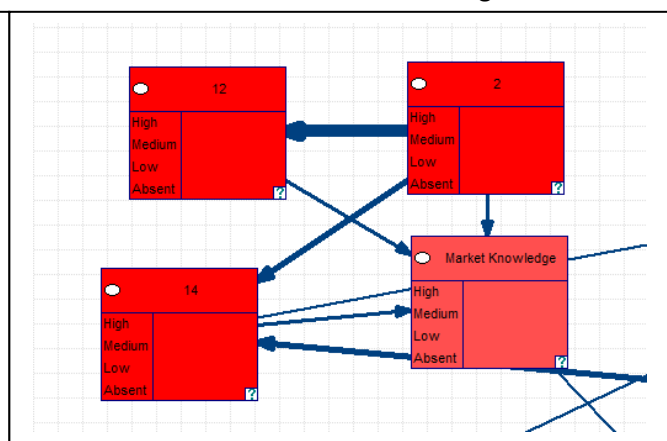 12
High
Medium
Low
Absent
?
2
High
Medium
Low
Absent
?
14
High
Medium
Low
Absent
?
Market Knowledge
High
Medium
Low
Absent
?